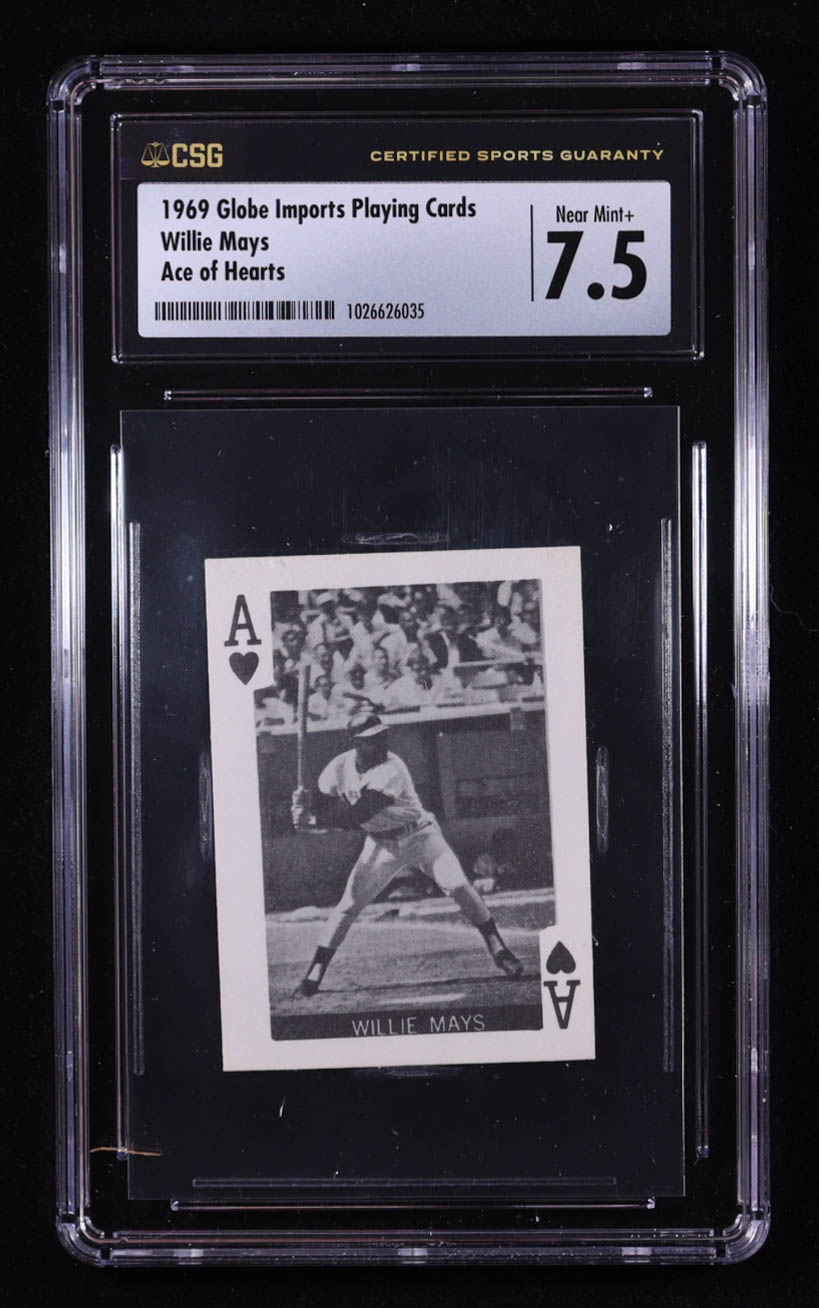 CSG
CERTIFIED SPORTS GUARANTY
1969 Globe Imports Playing Cards
Willie Mays
Ace of Hearts
Near Mint+
7.5
1026626035
A
WILLIE MAYS
A